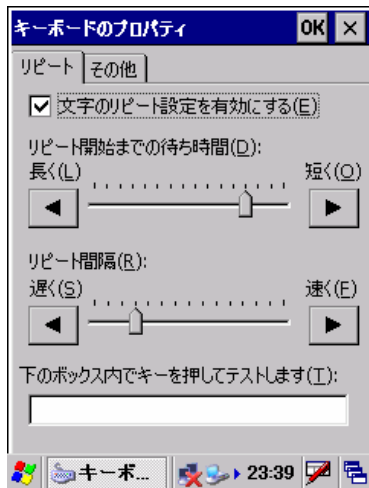 キーボードのプロパティ OK ×
リピート その他
文字のリピート設定を有効にする(E)
リピート開始までの待ち時間(D):
長く(L) 短く(O)
リピート間隔(R):
遅く(S) 速く(F)
下のボックス内でキーを押してテストします(T):
キーボ... 23:39